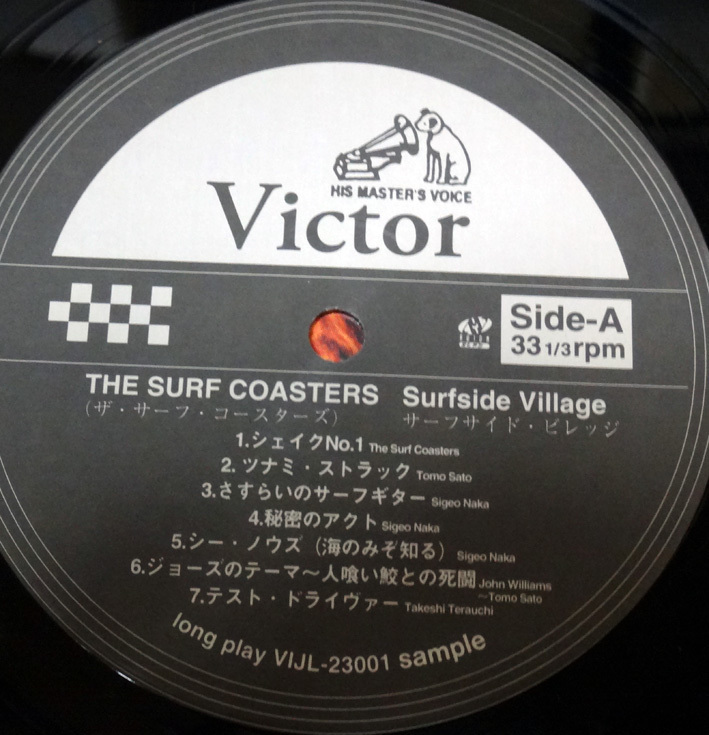 HIS MASTER'S VOICE
Victor
Side-A
33 1/3 rpm
THE SURF COASTERS Surfside Village
(ザ・サーフ・コースターズ) サーフサイド・ビレッジ
1.シェイクNo.1 The Surf Coasters
2.ツナミ・ストラック Tomo Sato
3.さすらいのサーフギター Sigeo Naka
4.秘密のアクト Sigeo Naka
5.シー・ノウズ（海のみぞ知る） Sigeo Naka
6.ジョーズのテーマ〜人喰い鮫との死闘 John Williams
〜Tomo Sato
7.テスト・ドライヴァー Takeshi Terauchi
long play VIJL-23001 sample